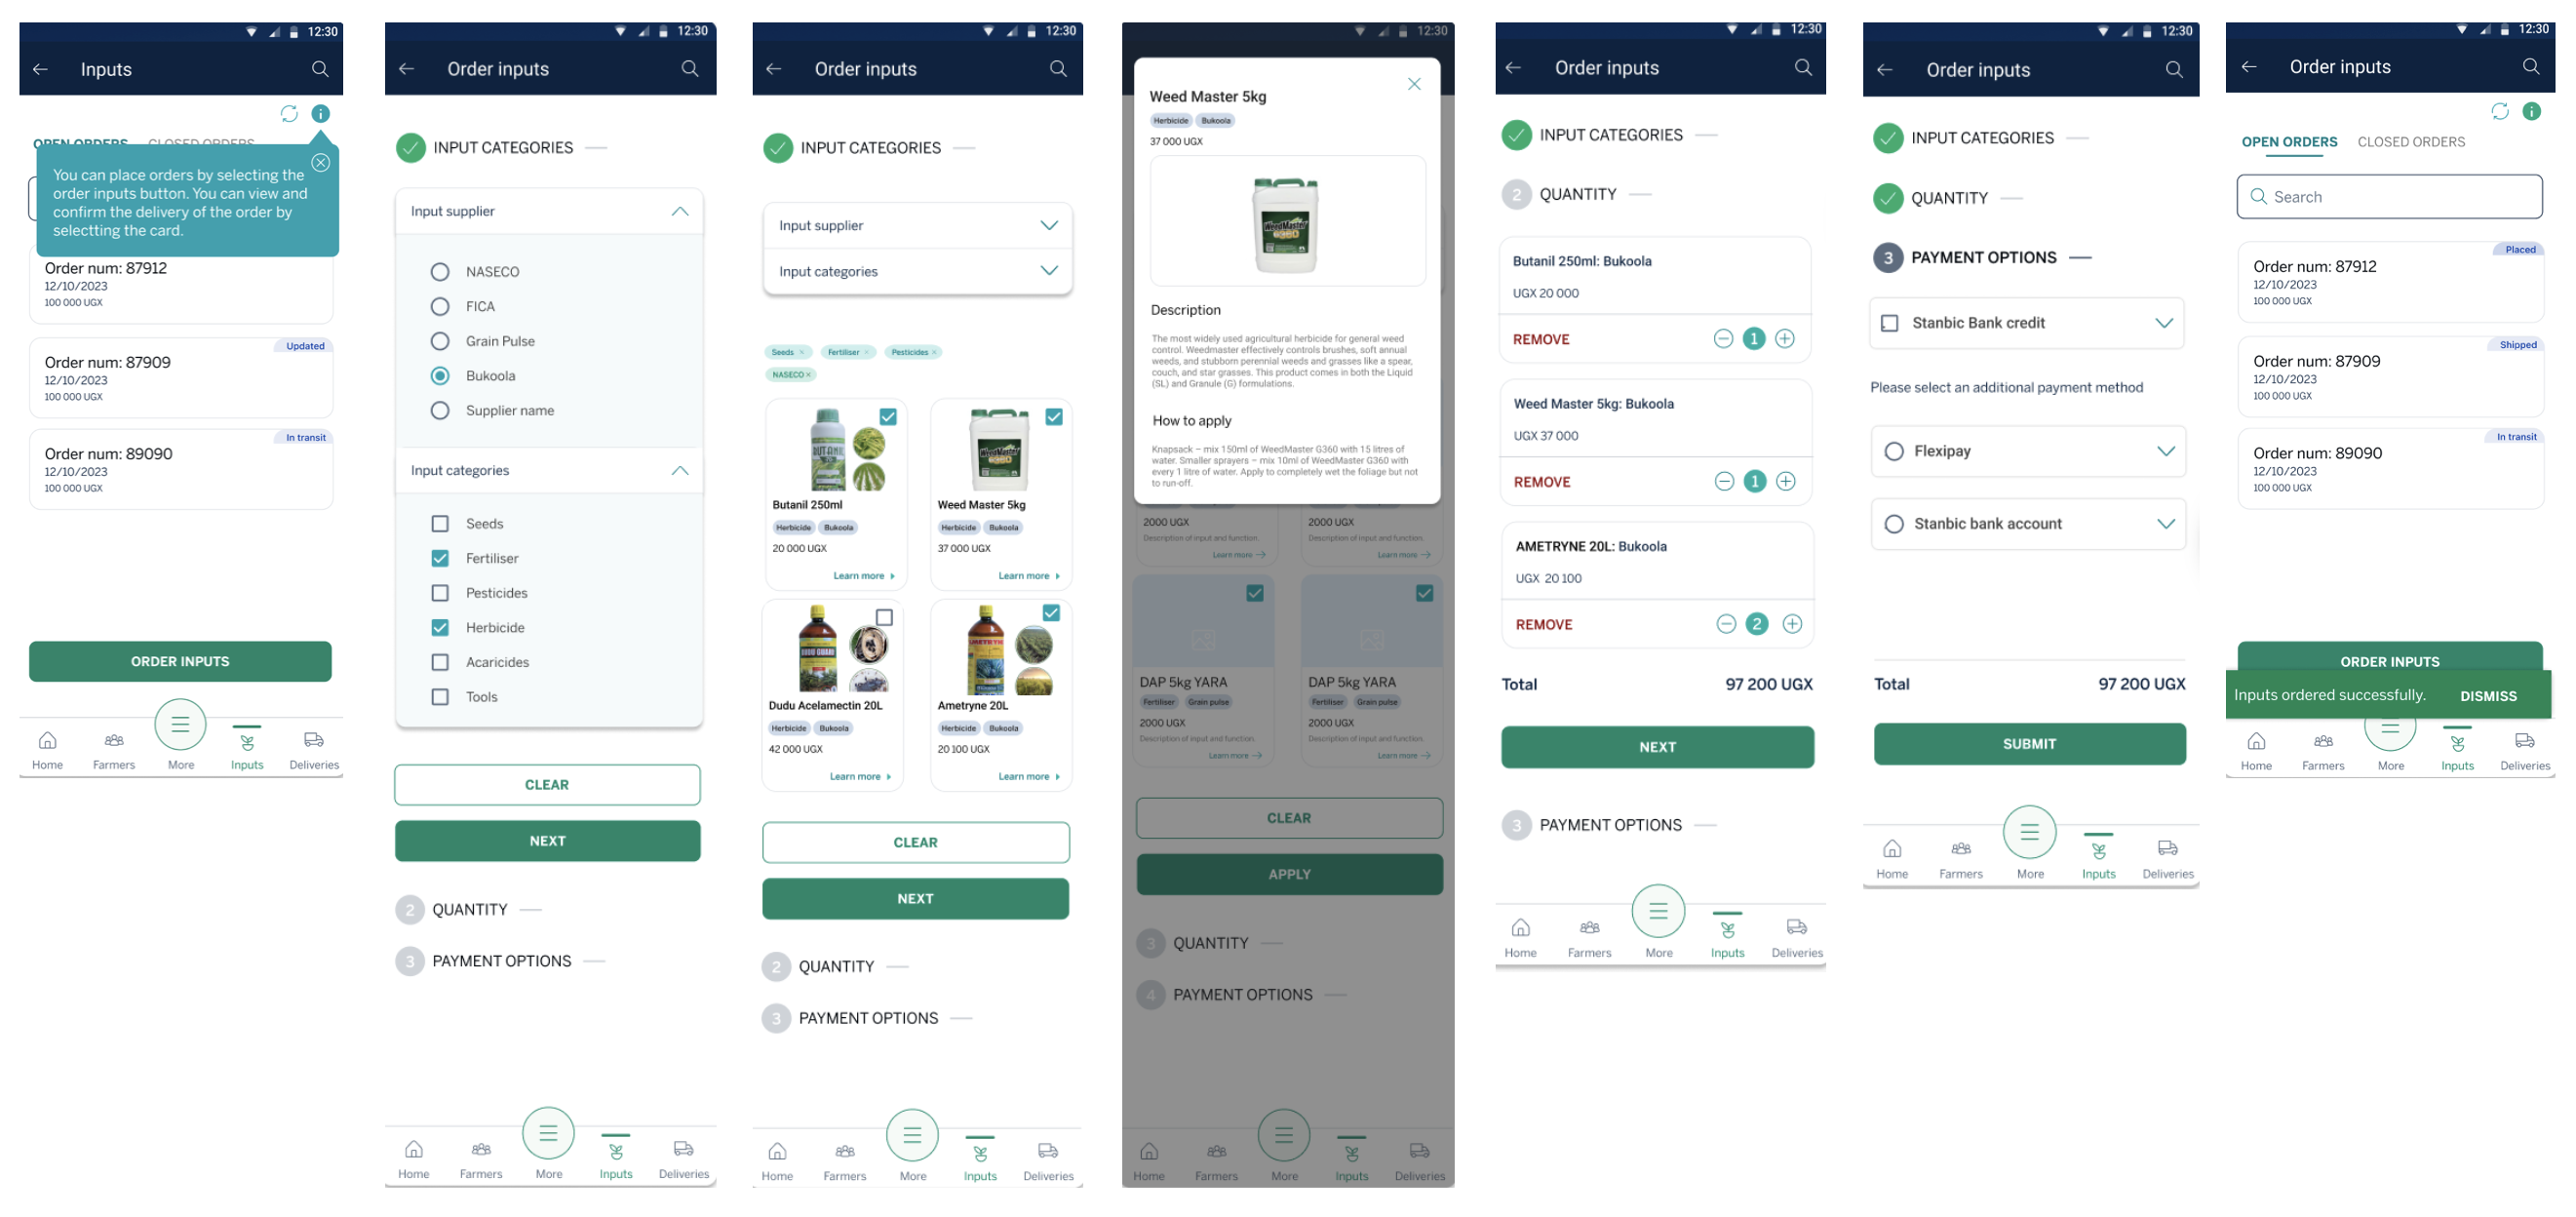 12:30
Inputs
OPEN ORDERS CLOSED ORDERS
You can place orders by selecting the
order inputs button. You can view and
confirm the delivery of the order by
selectting the card.
Order num: 87912
12/10/2023
100 000 UGX
Updated
Order num: 87909
12/10/2023
100 000 UGX
In transit
Order num: 89090
12/10/2023
100 000 UGX
ORDER INPUTS
Home Farmers More Inputs Deliveries
12:30
Order inputs
INPUT CATEGORIES
Input supplier
NASECO
FICA
Grain Pulse
Bukoola
Supplier name
Input categories
Seeds
Fertiliser
Pesticides
Herbicide
Acaricides
Tools
CLEAR
NEXT
2 QUANTITY
3 PAYMENT OPTIONS
Home Farmers More Inputs Deliveries
12:30
Order inputs
INPUT CATEGORIES
Input supplier
Input categories
Seeds × Fertiliser × Pesticides ×
NASECO ×
Butanil 250ml
Herbicide Bukoola
20 000 UGX
Learn more
WeedMaster
G360
Weed Master 5kg
Herbicide Bukoola
37 000 UGX
Learn more
DUDU GUARD
Dudu Acelamectin 20L
Herbicide Bukoola
42 000 UGX
Learn more
Ametryne 20L
Herbicide Bukoola
20 100 UGX
Learn more
CLEAR
NEXT
2 QUANTITY
3 PAYMENT OPTIONS
Home Farmers More Inputs Deliveries
12:30
Weed Master 5kg
Herbicide Bukoola
37 000 UGX
WeedMaster
G360
Description
The most widely used agricultural herbicide for general weed
control. Weedmaster effectively controls brushes, soft annual
weeds, and stubborn perennial weeds and grasses like a spear,
couch, and star grasses. This product comes in both the Liquid
(SL) and Granule (G) formulations.
How to apply
Knapsack – mix 150ml of WeedMaster G360 with 15 litres of
water. Smaller sprayers – mix 10ml of WeedMaster G360 with
every 1 litre of water. Apply to completely wet the foliage but not
to run-off.
2000 UGX
Description of input and function.
Learn more
2000 UGX
Description of input and function.
Learn more
DAP 5kg YARA
Fertiliser Grain pulse
2000 UGX
Description of input and function.
Learn more
DAP 5kg YARA
Fertiliser Grain pulse
2000 UGX
Description of input and function.
Learn more
CLEAR
APPLY
3 QUANTITY
4 PAYMENT OPTIONS
Home Farmers More Inputs Deliveries
12:30
Order inputs
INPUT CATEGORIES
2 QUANTITY
Butanil 250ml: Bukoola
UGX 20 000
REMOVE 1
Weed Master 5kg: Bukoola
UGX 37 000
REMOVE 1
AMETRYNE 20L: Bukoola
UGX 20 100
REMOVE 2
Total 97 200 UGX
NEXT
3 PAYMENT OPTIONS
Home Farmers More Inputs Deliveries
12:30
Order inputs
INPUT CATEGORIES
QUANTITY
3 PAYMENT OPTIONS
Stanbic Bank credit
Please select an additional payment method
Flexipay
Stanbic bank account
Total 97 200 UGX
SUBMIT
Home Farmers More Inputs Deliveries
12:30
Order inputs
OPEN ORDERS CLOSED ORDERS
Search
Placed
Order num: 87912
12/10/2023
100 000 UGX
Shipped
Order num: 87909
12/10/2023
100 000 UGX
In transit
Order num: 89090
12/10/2023
100 000 UGX
ORDER INPUTS
Inputs ordered successfully. DISMISS
Home Farmers More Inputs Deliveries